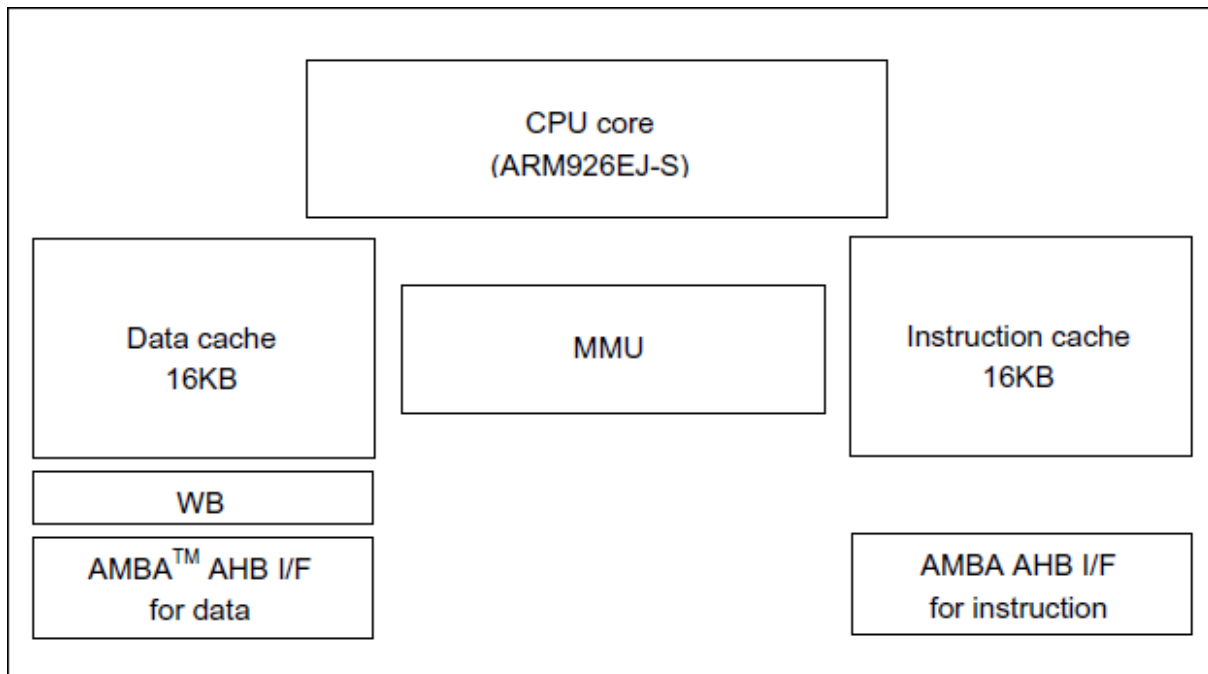 CPU core
(ARM926EJ-S)
Data cache
16KB
MMU
Instruction cache
16KB
WB
AMBA™ AHB I/F
for data
AMBA AHB I/F
for instruction